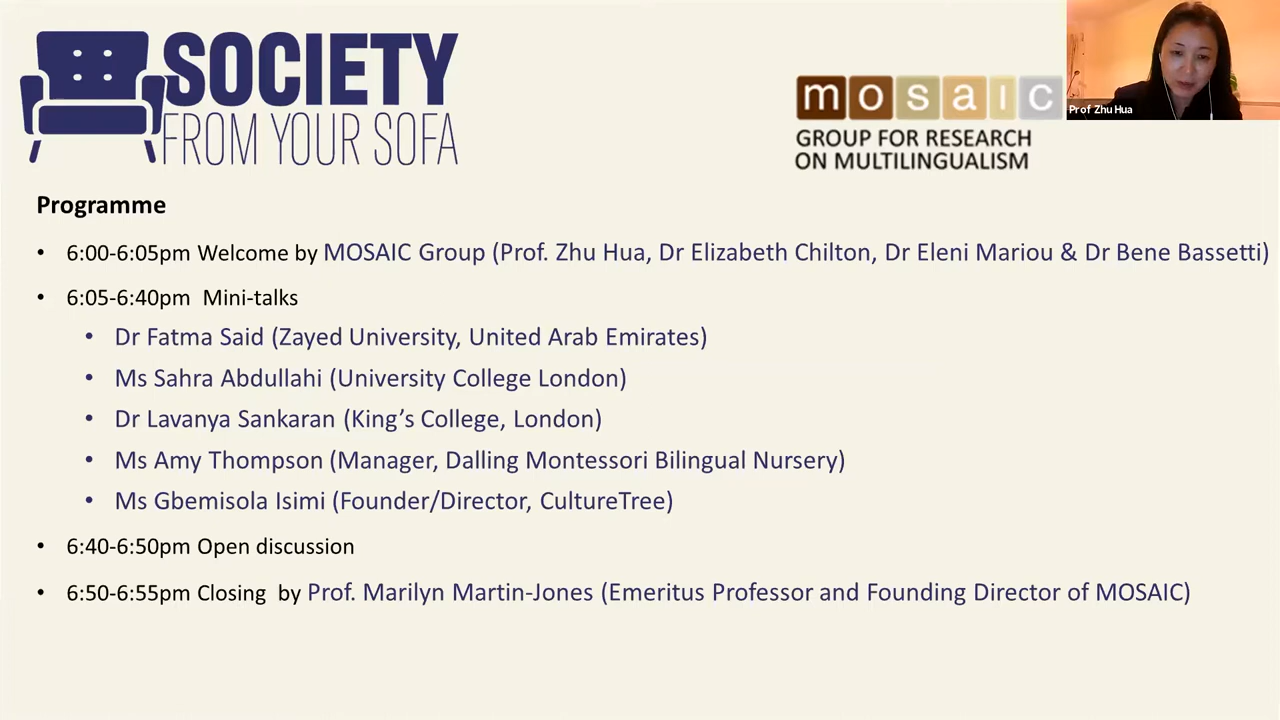 SOCIETY
FROM YOUR SOFA
mosaic
GROUP FOR RESEARCH
ON MULTILINGUALISM
Prof Zhu Hua
Programme
• 6:00-6:05pm Welcome by MOSAIC Group (Prof. Zhu Hua, Dr Elizabeth Chilton, Dr Eleni Mariou & Dr Bene Bassetti)
• 6:05-6:40pm Mini-talks
• Dr Fatma Said (Zayed University, United Arab Emirates)
• Ms Sahra Abdullahi (University College London)
• Dr Lavanya Sankaran (King’s College, London)
• Ms Amy Thompson (Manager, Dalling Montessori Bilingual Nursery)
• Ms Gbemisola Isimi (Founder/Director, CultureTree)
• 6:40-6:50pm Open discussion
• 6:50-6:55pm Closing by Prof. Marilyn Martin-Jones (Emeritus Professor and Founding Director of MOSAIC)